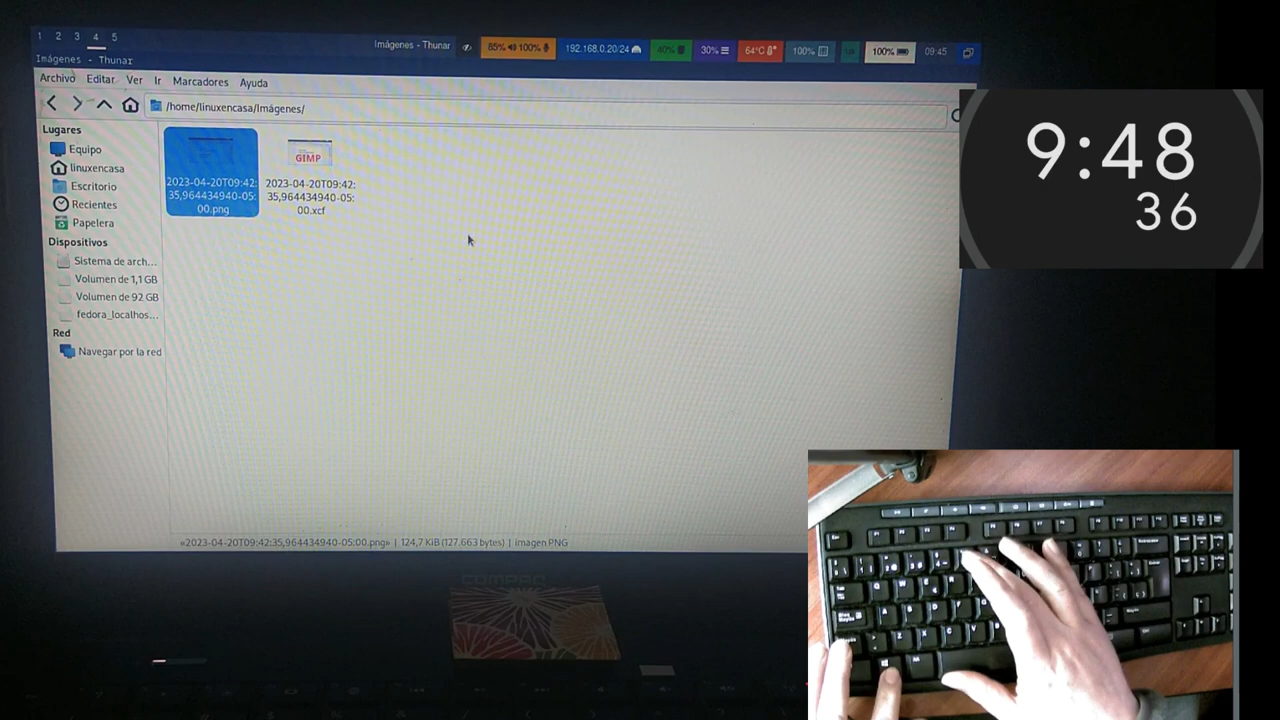 1 2 3 4 5
Imágenes - Thunar
85% 100%
192.168.0.20/24
40%
30%
64°C
100%
100%
09:45
Imágenes - Thunar
Archivo Editar Ver Ir Marcadores Ayuda
/home/linuxencasa/Imágenes/
Lugares
Equipo
linuxencasa
Escritorio
Recientes
Papelera
Dispositivos
Sistema de arch...
Volumen de 1,1 GB
Volumen de 92 GB
fedora_localhos...
Red
Navegar por la red
2023-04-20T09:42:
35,964434940-05:
00.png
GIMP
2023-04-20T09:42:
35,964434940-05:
00.xcf
«2023-04-20T09:42:35,964434940-05:00.png» | 124,7 KiB (127.663 bytes) | imagen PNG
9:48
36
COMPAQ